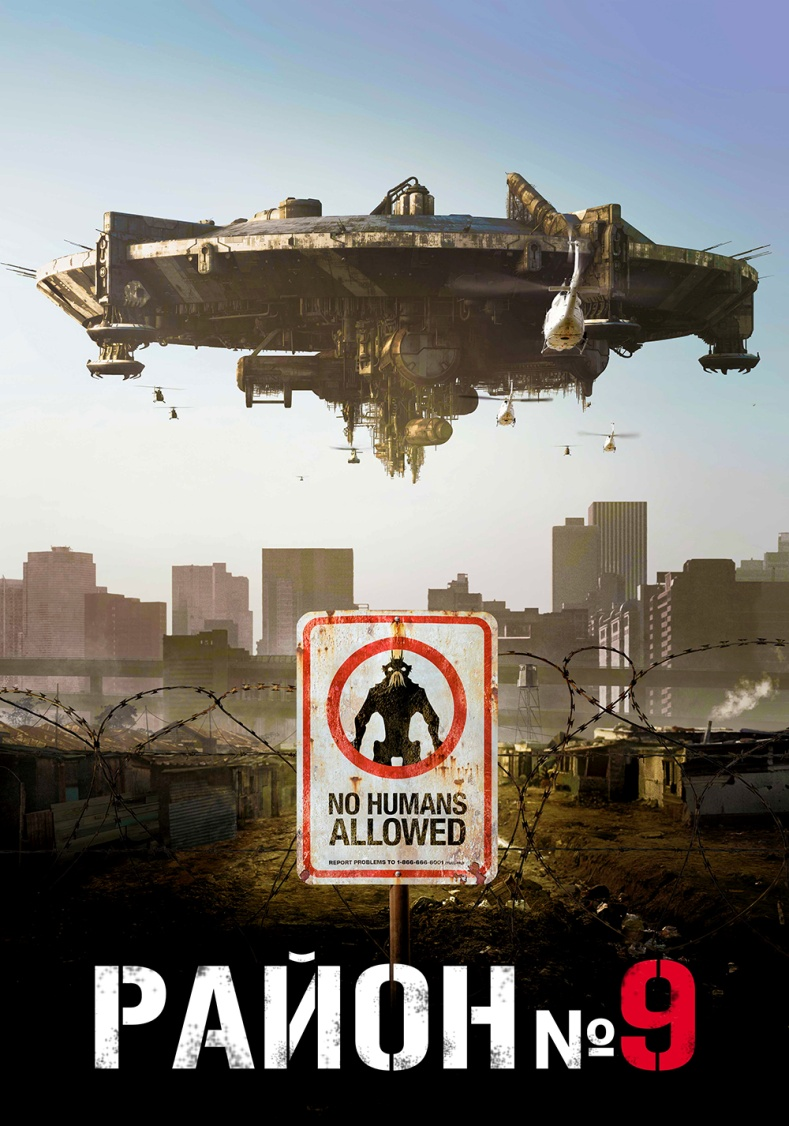 NO HUMANS
ALLOWED
REPORT PROBLEMS TO 1-866-666-6001
РАЙОН №9